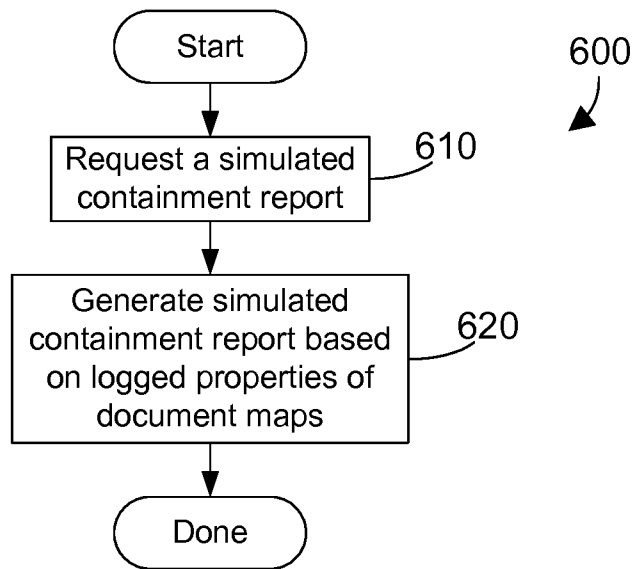 Start
600
Request a simulated
containment report
610
Generate simulated
containment report based
on logged properties of
document maps
620
Done